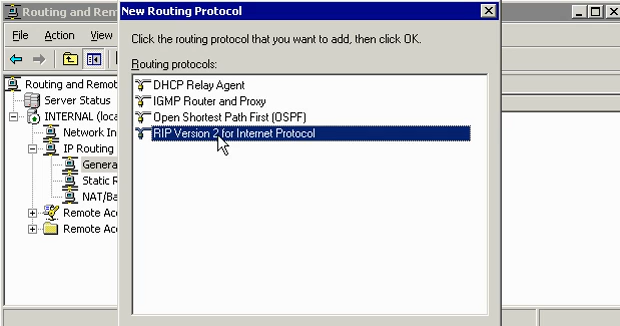 Routing and Rem
New Routing Protocol
File Action View
Click the routing protocol that you want to add, then click OK.
Routing protocols:
DHCP Relay Agent
IGMP Router and Proxy
Open Shortest Path First (OSPF)
RIP Version 2 for Internet Protocol
Routing and Remot
Server Status
INTERNAL (loca
Network In
IP Routing
Genera
Static R
NAT/Ba
Remote Acc
Remote Acc